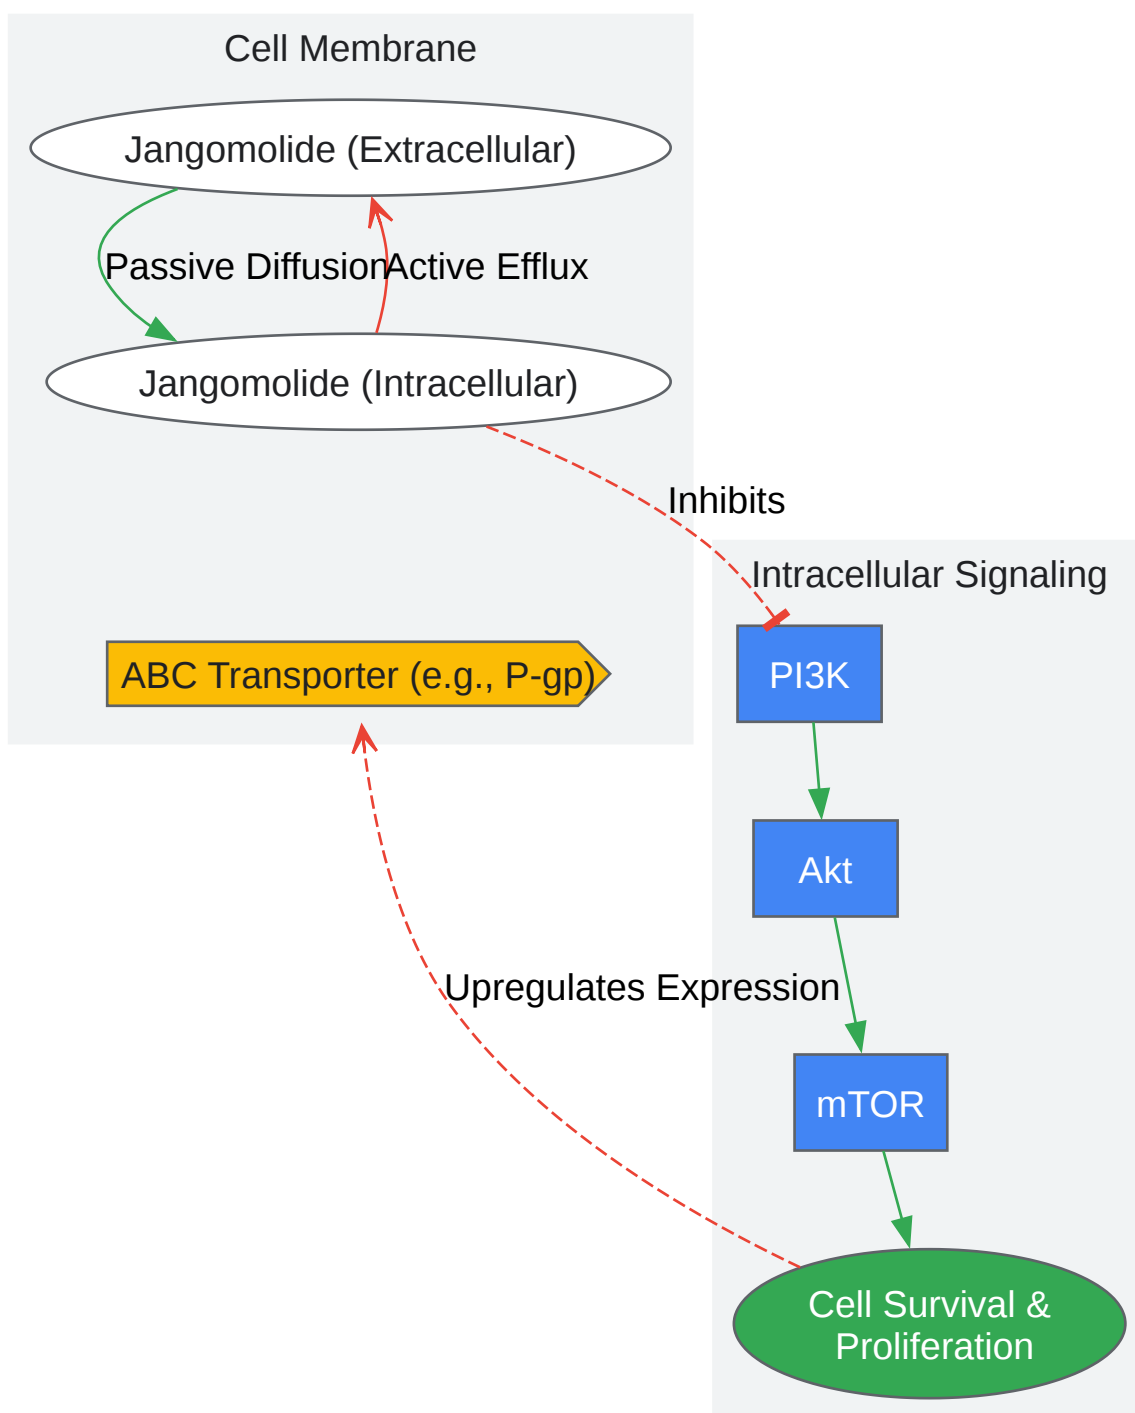 Cell Membrane
Jangomolide (Extracellular)
Passive Diffusion
Active Efflux
Jangomolide (Intracellular)
Inhibits
Intracellular Signaling
ABC Transporter (e.g., P-gp)
PI3K
Akt
Upregulates Expression
mTOR
Cell Survival &
Proliferation